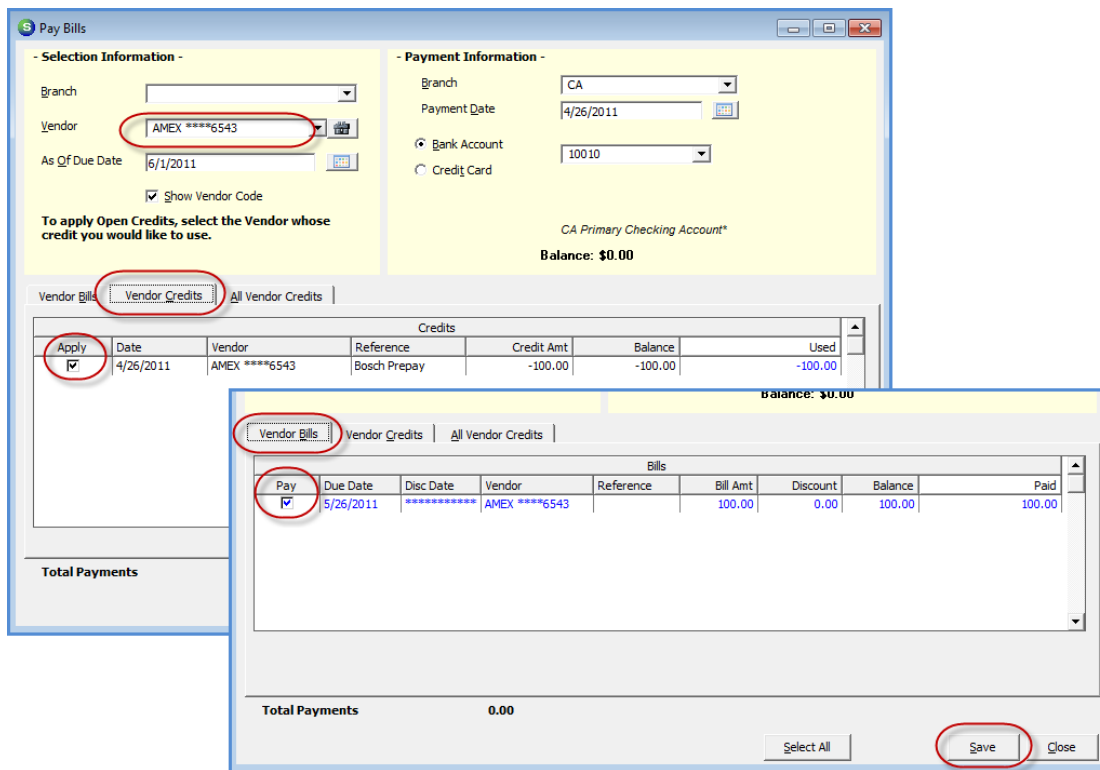 Pay Bills
- Selection Information -
Branch
Vendor
AMEX ****6543
As Of Due Date
6/1/2011
Show Vendor Code
To apply Open Credits, select the Vendor whose
credit you would like to use.
- Payment Information -
Branch
CA
Payment Date
4/26/2011
Bank Account
10010
Credit Card
CA Primary Checking Account*
Balance: $0.00
Vendor Bills Vendor Credits All Vendor Credits
Credits
Apply Date Vendor Reference Credit Amt Balance Used
4/26/2011 AMEX ****6543 Bosch Prepay -100.00 -100.00 -100.00
Total Payments
Balance: $0.00
Vendor Bills Vendor Credits All Vendor Credits
Bills
Pay Due Date Disc Date Vendor Reference Bill Amt Discount Balance Paid
5/26/2011 *********** AMEX ****6543 100.00 0.00 100.00 100.00
Total Payments 0.00
Select All Save Close